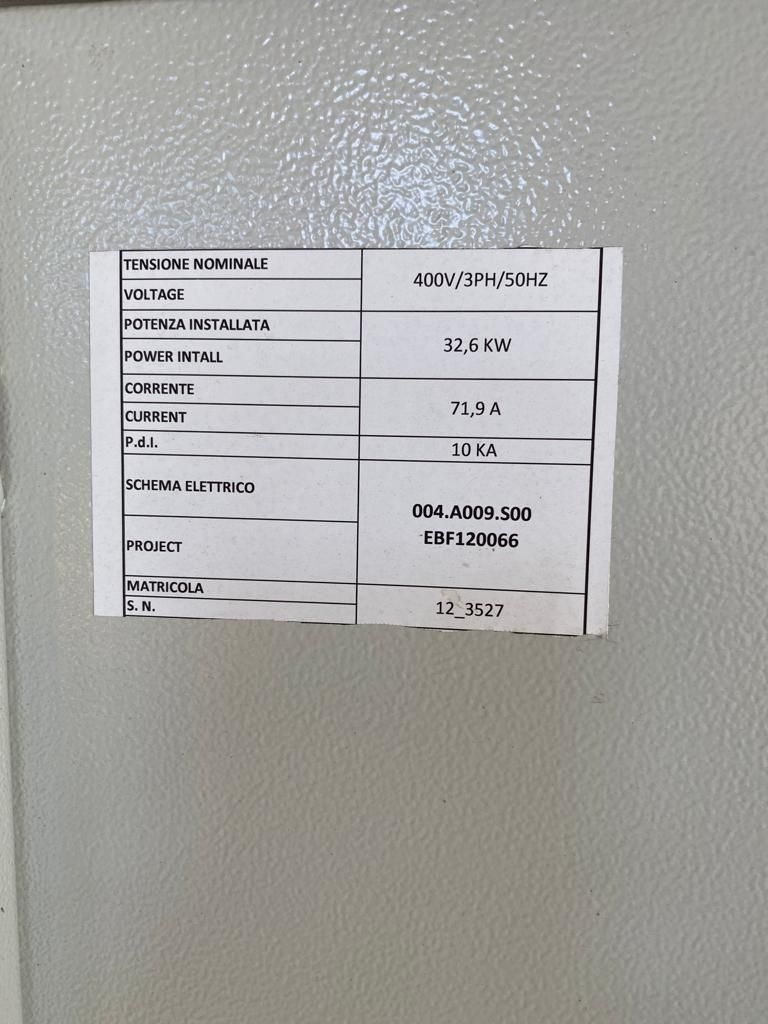 TENSIONE NOMINALE
VOLTAGE
400V/3PH/50HZ
POTENZA INSTALLATA
POWER INTALL
32,6 KW
CORRENTE
CURRENT
71,9 A
P.d.I.
10 KA
SCHEMA ELETTRICO
PROJECT
004.A009.S00
EBF120066
MATRICOLA
S. N.
12_3527